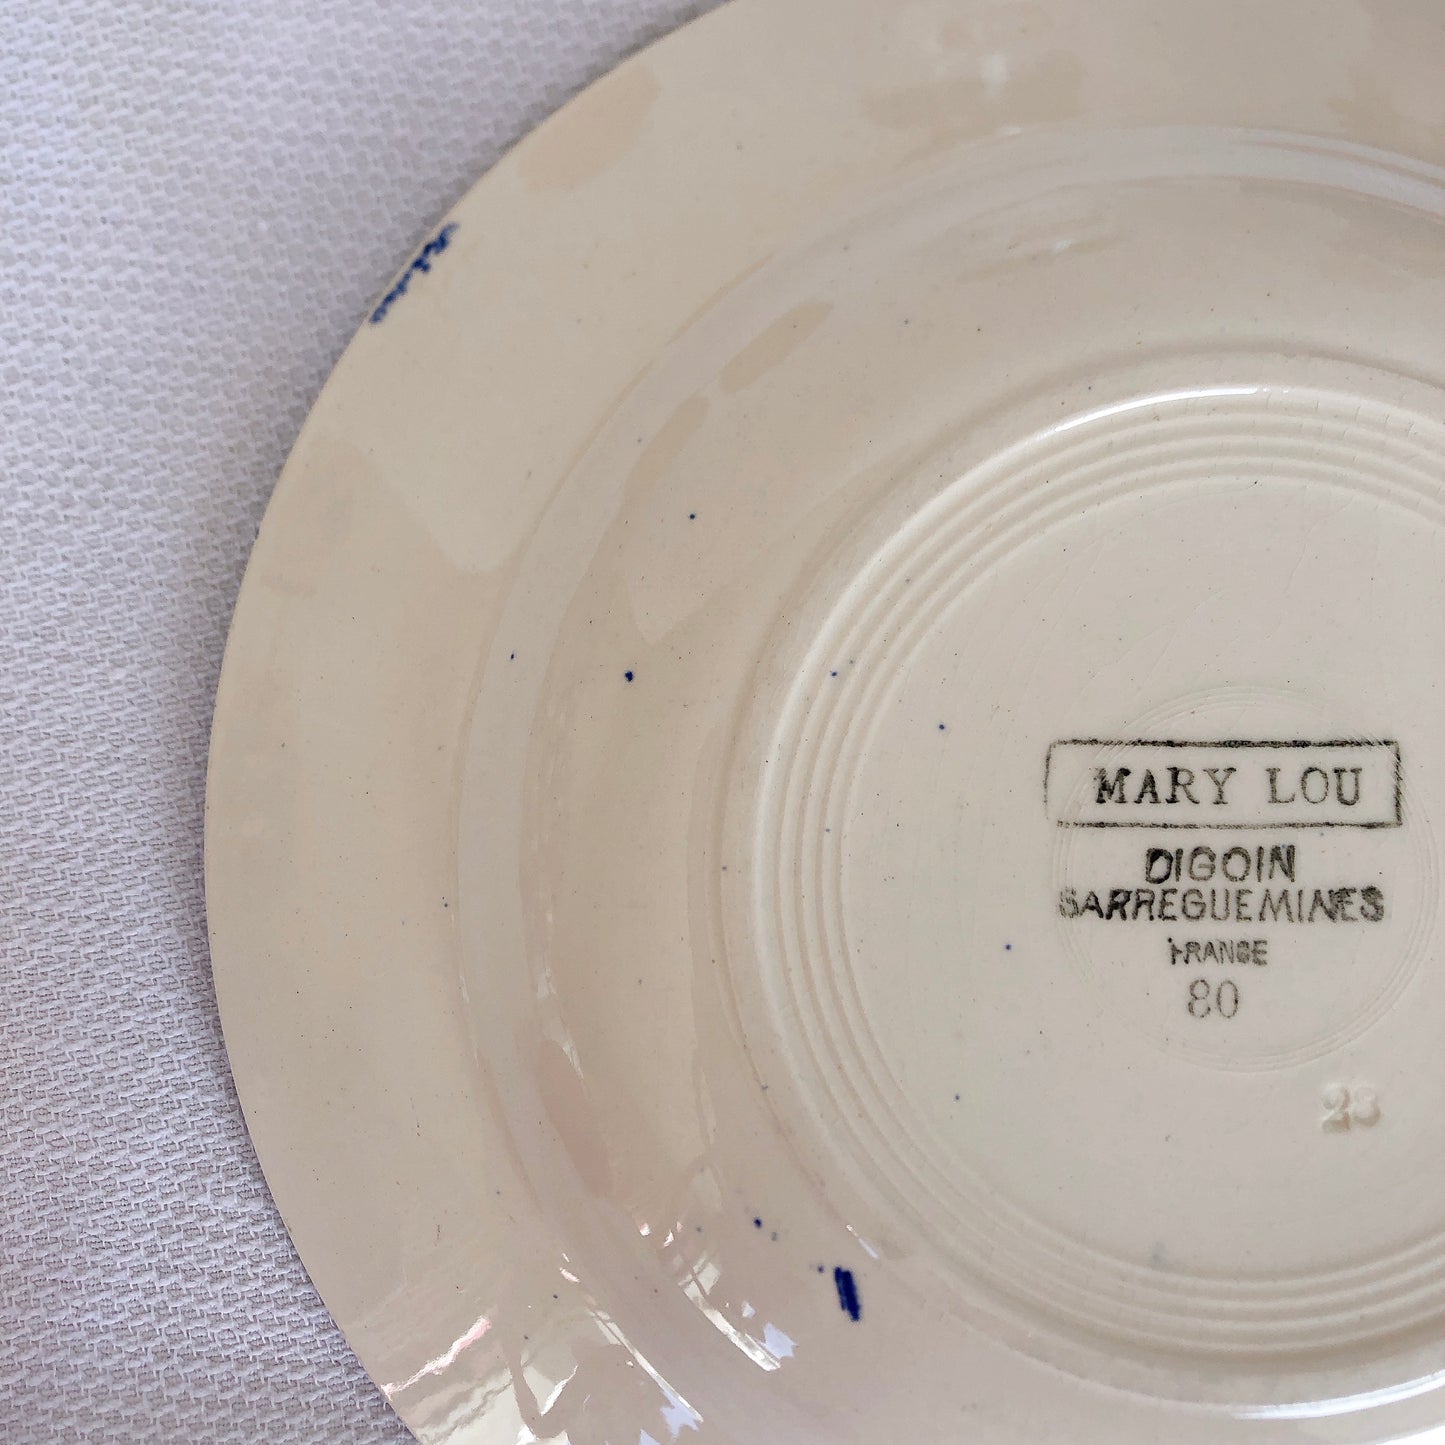 MARY LOU
DIGOIN
SARREGUEMINES
FRANCE
80
23